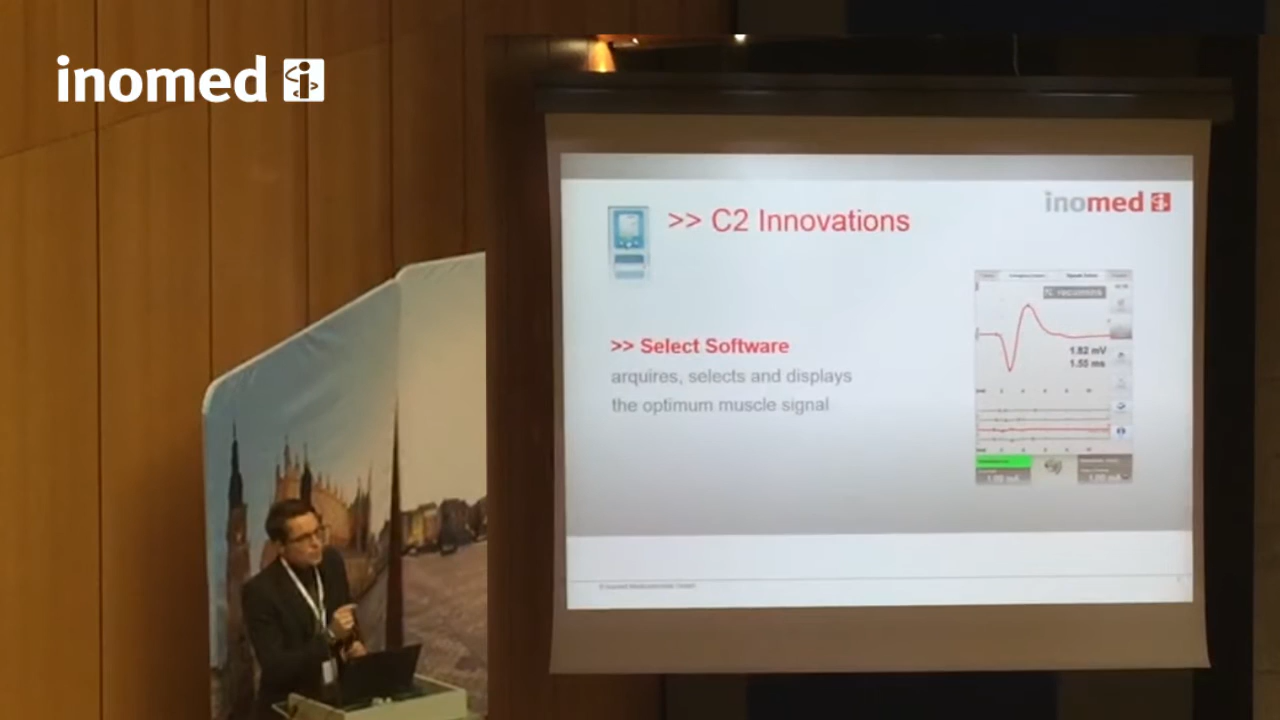 inomed
inomed
>> C2 Innovations
>> Select Software
arquires, selects and displays
the optimum muscle signal
1.82 mV
1.55 ms